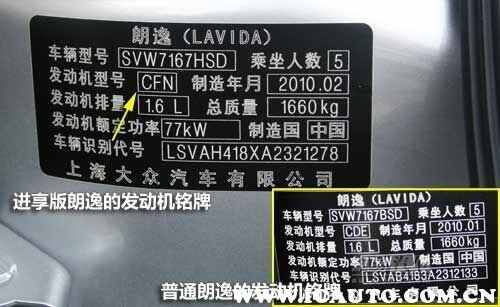 朗逸(LAVIDA)
车辆型号 SVW7167HSD 乘坐人数 5
发动机型号 CFN 制造年月 2010.02
发动机排量 1.6 L 总质量 1660kg
发动机额定功率 77kW 制造国 中国
车辆识别代号 LSVAH418XA2321278
上海大众汽车有限公司
进享版朗逸的发动机铭牌
朗逸(LAVIDA)
车辆型号 SVW7167BSD 乘坐人数 5
发动机型号 CDE 制造年月 2010.01
发动机排量 1.6 L 总质量 1660kg
发动机额定功率 77kW 制造国 中国
车辆识别代号 LSVAB4183A2312133
普通朗逸的发动机铭牌
WWW.IOAUTO.COM.CN